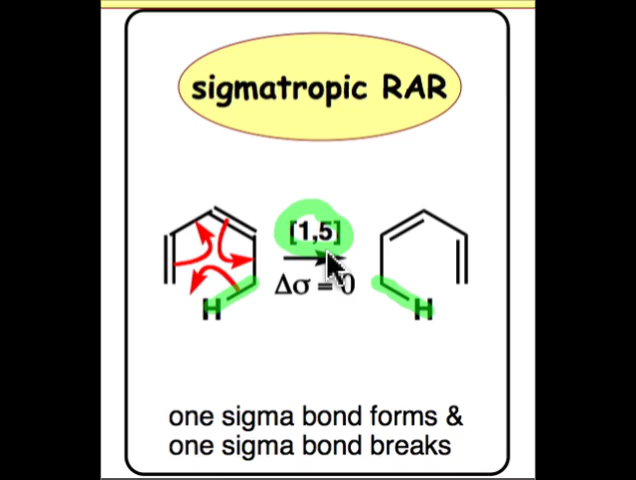 sigmatropic RAR
[1,5]
Δσ = 0
H
H
one sigma bond forms &
one sigma bond breaks